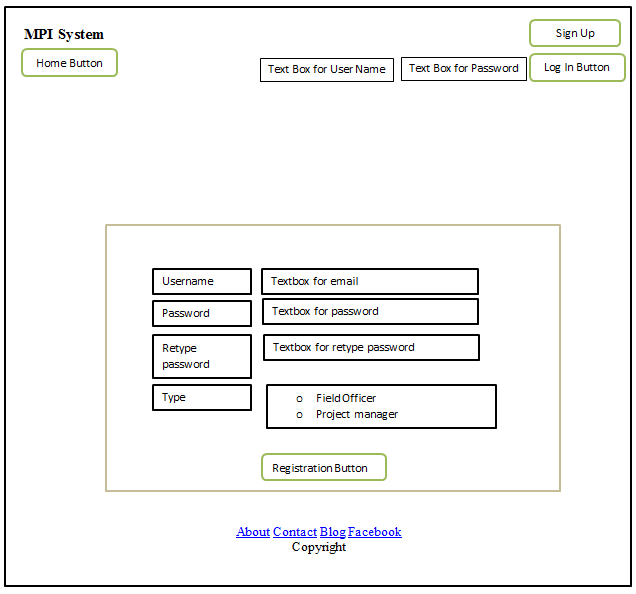 MPI System
Sign Up
Home Button
Text Box for User Name
Text Box for Password
Log In Button
Username
Textbox for email
Password
Textbox for password
Retype
password
Textbox for retype password
Type
o Field Officer
o Project manager
Registration Button
About Contact Blog Facebook
Copyright